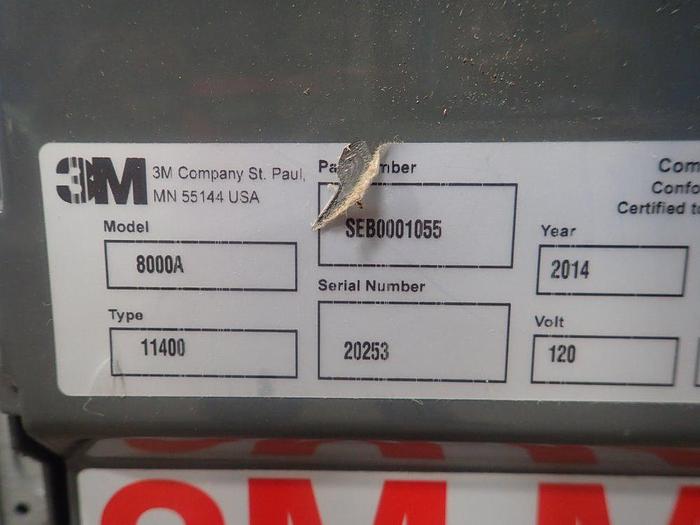 3M
3M Company St. Paul,
MN 55144 USA
Model
8000A
Type
11400
SEB0001055
Serial Number
20253
Year
2014
Volt
120
Com
Confo
Certified to